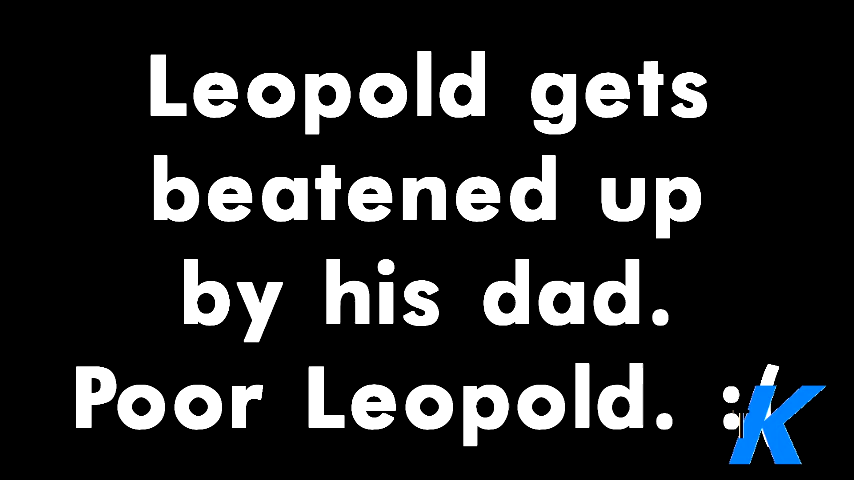 Leopold gets
beatened up
by his dad.
Poor Leopold. :(
K